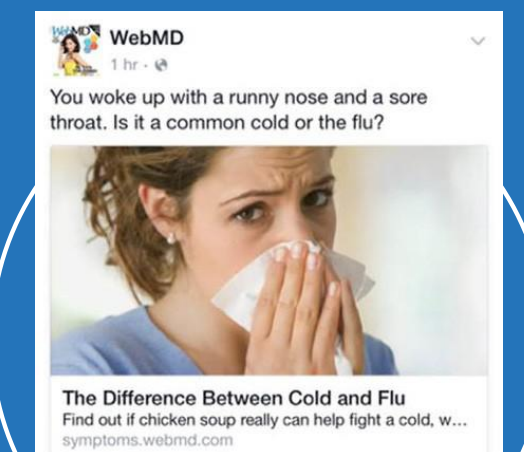 WebMD
WebMD
1 hr ·
You woke up with a runny nose and a sore
throat. Is it a common cold or the flu?
The Difference Between Cold and Flu
Find out if chicken soup really can help fight a cold, w...
symptoms.webmd.com